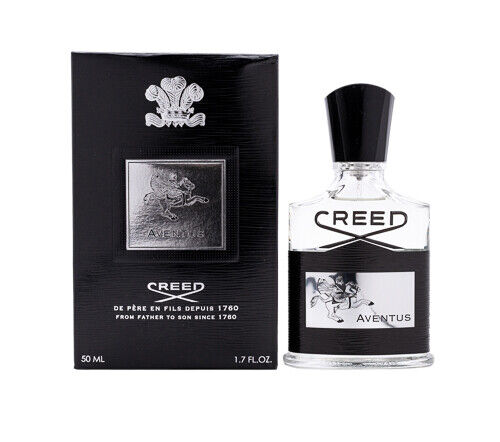 AVENTUS
CREED
DE PÈRE EN FILS DEPUIS 1760
FROM FATHER TO SON SINCE 1760
50 ML 1.7 FL.OZ.
CREED
AVENTUS